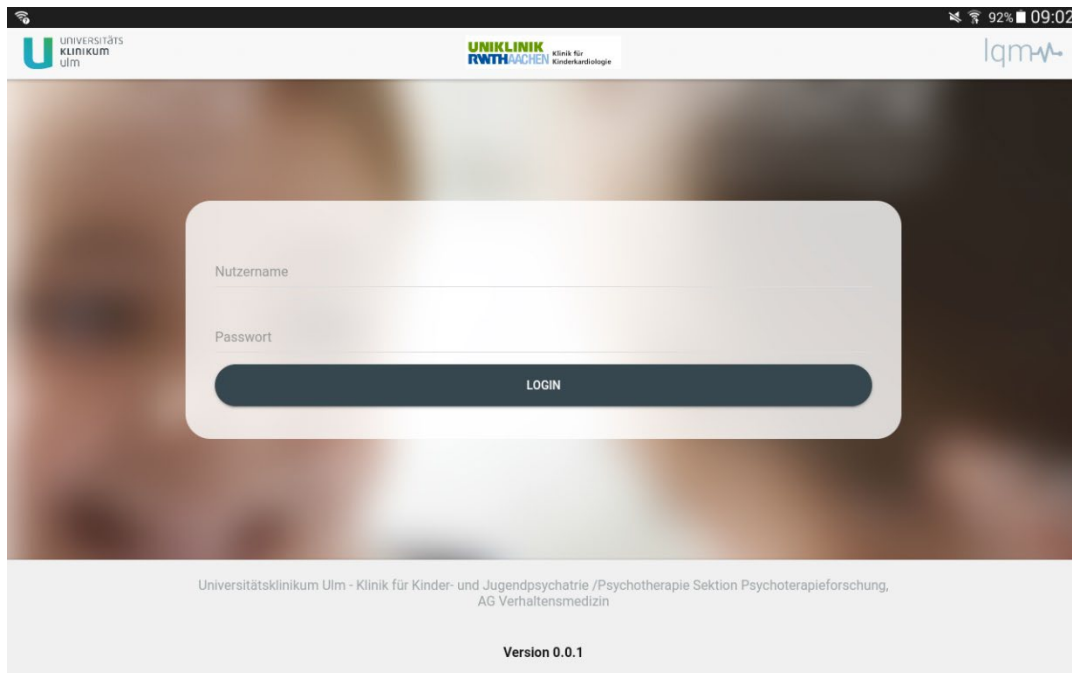 92% 09:02
UNIVERSITÄTS
KLINIKUM
ulm
UNIKLINIK
RWTHAACHEN
Klinik für
Kinderkardiologie
lqm
Nutzername
Passwort
LOGIN
Universitätsklinikum Ulm - Klinik für Kinder- und Jugendpsychatrie /Psychotherapie Sektion Psychoterapieforschung,
AG Verhaltensmedizin
Version 0.0.1